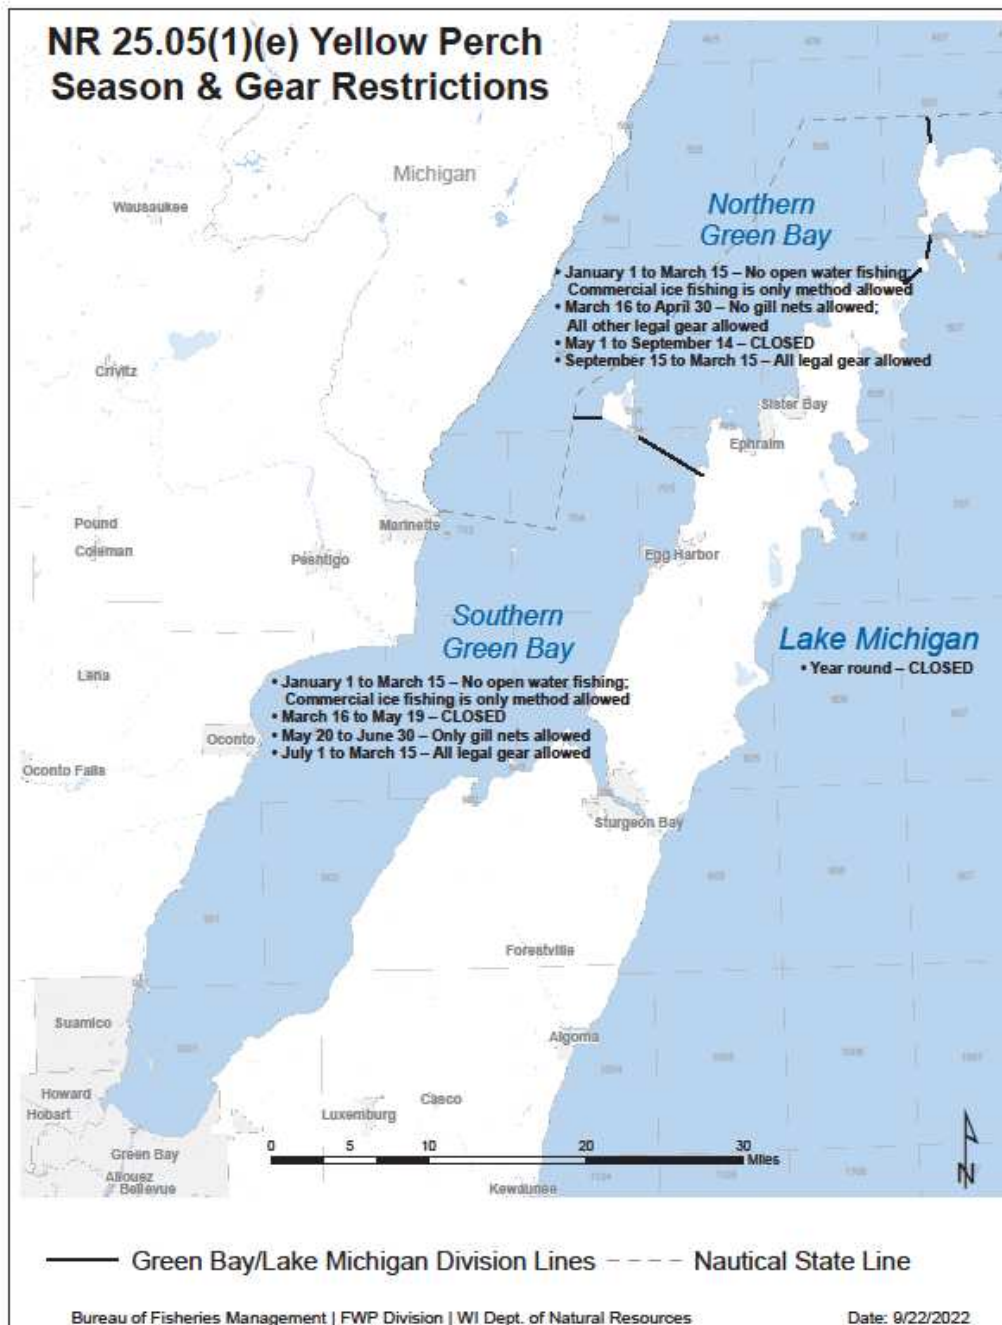 NR 25.05(1)(e) Yellow Perch
Season & Gear Restrictions
Michigan
Wausaukee
Northern
Green Bay
• January 1 to March 15 – No open water fishing;
Commercial ice fishing is only method allowed
• March 16 to April 30 – No gill nets allowed;
All other legal gear allowed
• May 1 to September 14 – CLOSED
• September 15 to March 15 – All legal gear allowed
Crivitz
Sister Bay
Ephraim
Pound
Coleman
Marinette
Peshtigo
Egg Harbor
Southern
Green Bay
• January 1 to March 15 – No open water fishing;
Commercial ice fishing is only method allowed
• March 16 to May 19 – CLOSED
• May 20 to June 30 – Only gill nets allowed
• July 1 to March 15 – All legal gear allowed
Lake Michigan
• Year round – CLOSED
Lena
Oconto
Oconto Falls
Sturgeon Bay
Forestville
Suamico
Algoma
Howard
Hobart
Casco
Luxemburg
Green Bay
Allouez
Bellevue
Kewaunee
0 5 10 20 30
Miles
N
Green Bay/Lake Michigan Division Lines
Nautical State Line
Bureau of Fisheries Management | FWP Division | WI Dept. of Natural Resources
Date: 9/22/2022